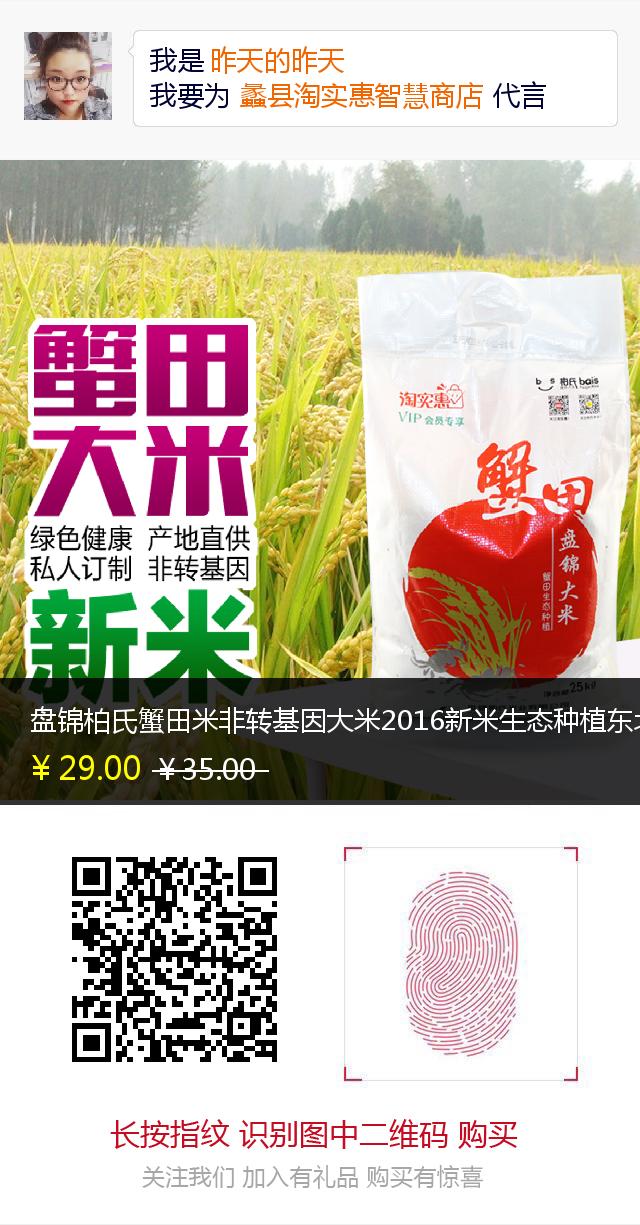 我是 昨天的昨天
我要为 蠡县淘实惠智慧商店 代言
蟹田
大米
绿色健康 产地直供
私人订制 非转基因
新米
淘实惠
VIP 会员专享
b s 柏氏 bais
蟹田
盘锦大米
蟹田生态种植
净含量 25kg
盘锦柏氏蟹田米非转基因大米2016新米生态种植东
¥ 29.00 ¥ 35.00
长按指纹 识别图中二维码 购买
关注我们 加入有礼品 购买有惊喜